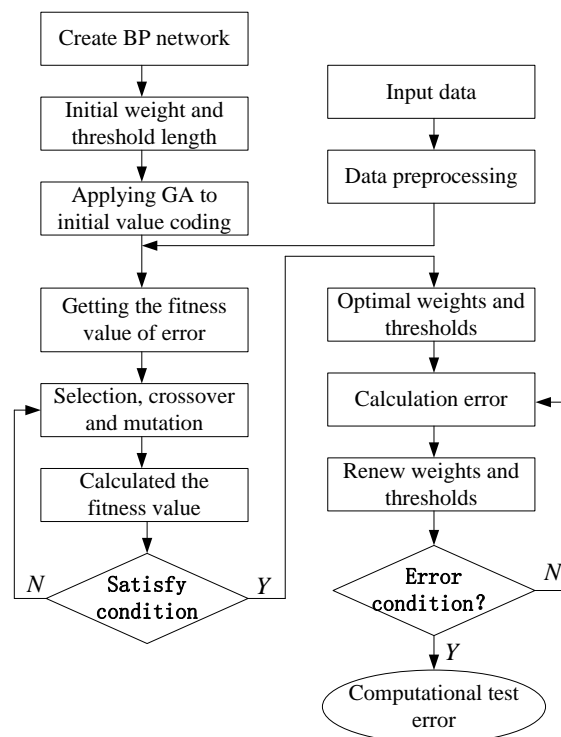 Create BP network
Initial weight and
threshold length
Applying GA to
initial value coding
Input data
Data preprocessing
Getting the fitness
value of error
Selection, crossover
and mutation
Calculated the
fitness value
N
Satisfy
condition
Y
Optimal weights and
thresholds
Calculation error
Renew weights and
thresholds
Error
condition?
N
Y
Computational test
error